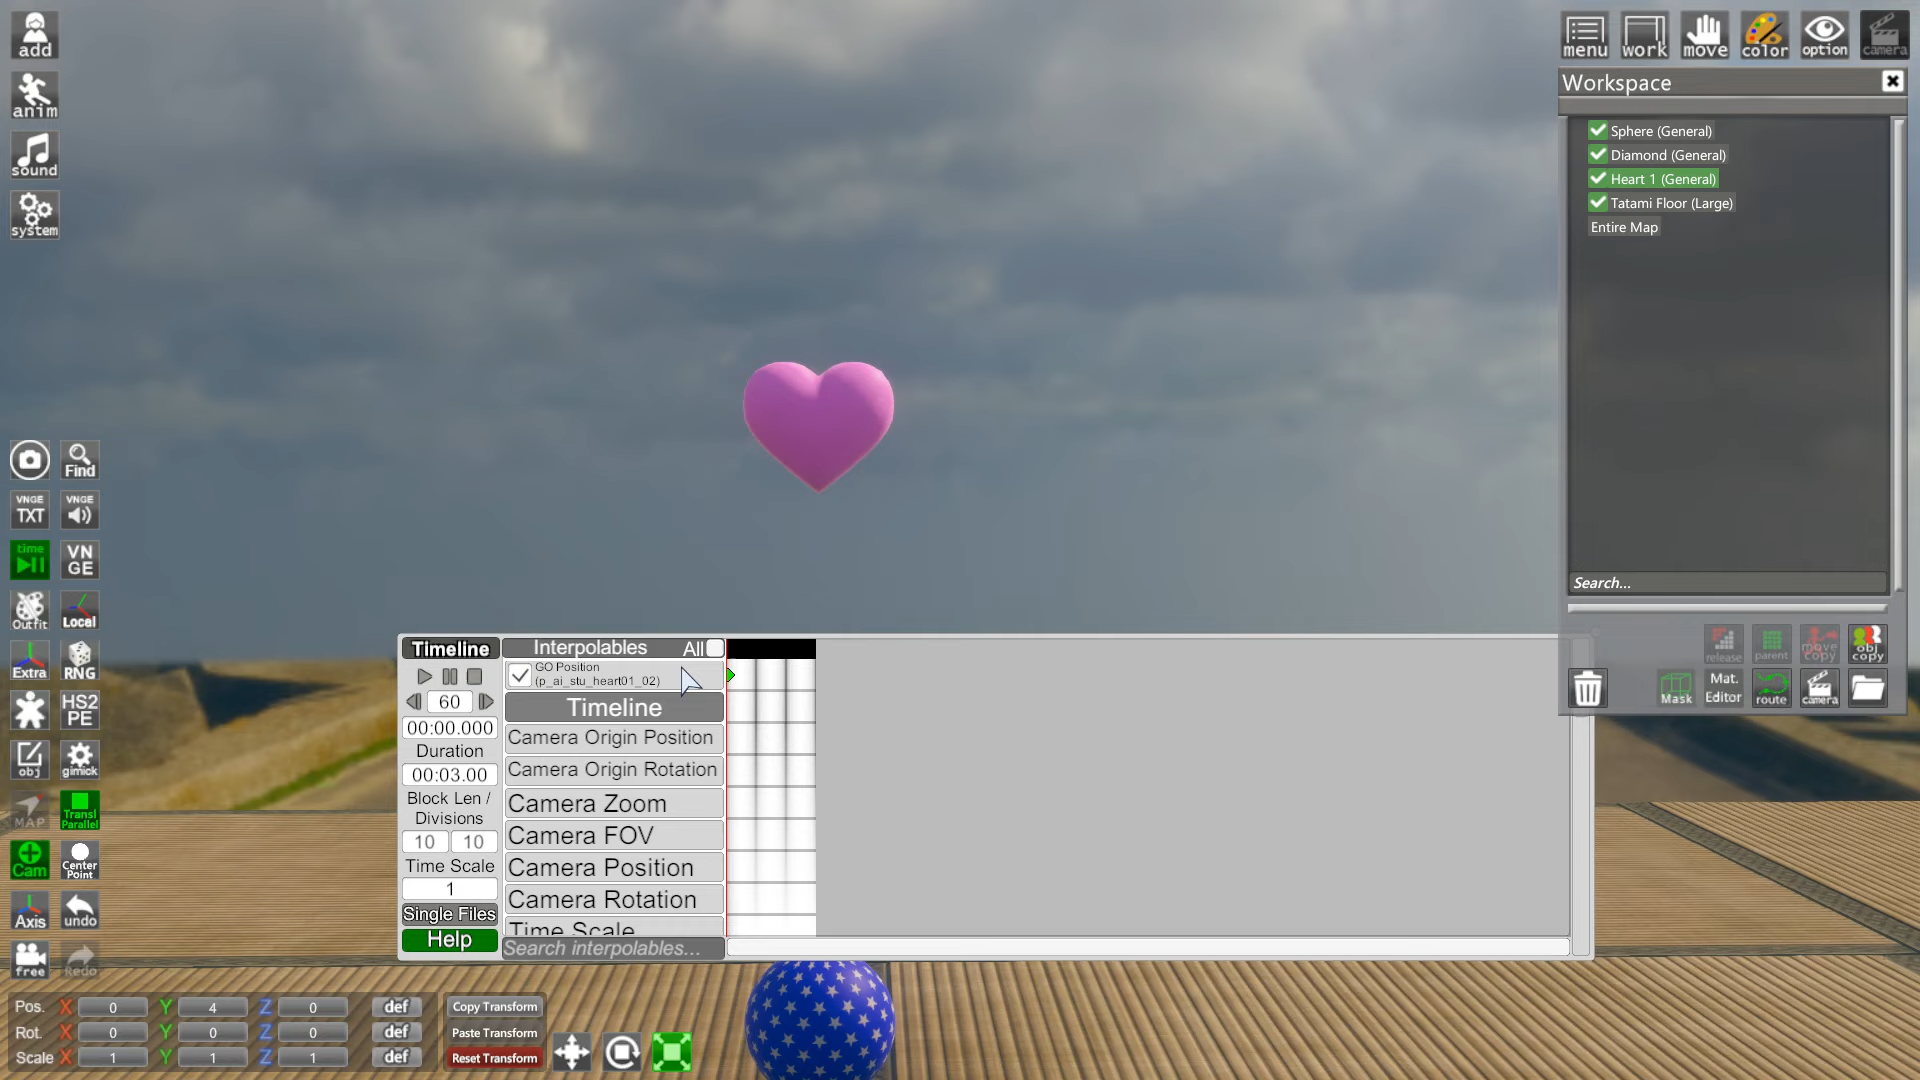 add
anim
sound
system
Find
VNGE
TXT
VNGE
time
VN
GE
Outfit
Local
Extra
RNG
HS2
PE
obj
gimick
MAP
Transl
Parallel
Cam
Center
Point
Axis
undo
free
Redo
menu
work
move
color
option
camera
Workspace
Sphere (General)
Diamond (General)
Heart 1 (General)
Tatami Floor (Large)
Entire Map
Search...
release
parent
move
copy
obj
copy
Mask
Mat.
Editor
route
camera
Timeline
60
00:00.000
Duration
00:03.00
Block Len /
Divisions
10
10
Time Scale
1
Single Files
Help
Interpolables
All
GO Position
(p_ai_stu_heart01_02)
Timeline
Camera Origin Position
Camera Origin Rotation
Camera Zoom
Camera FOV
Camera Position
Camera Rotation
Time Scale
Search interpolables...
Pos. X 0 Y 4 Z 0 def
Rot. X 0 Y 0 Z 0 def
Scale X 1 Y 1 Z 1 def
Copy Transform
Paste Transform
Reset Transform